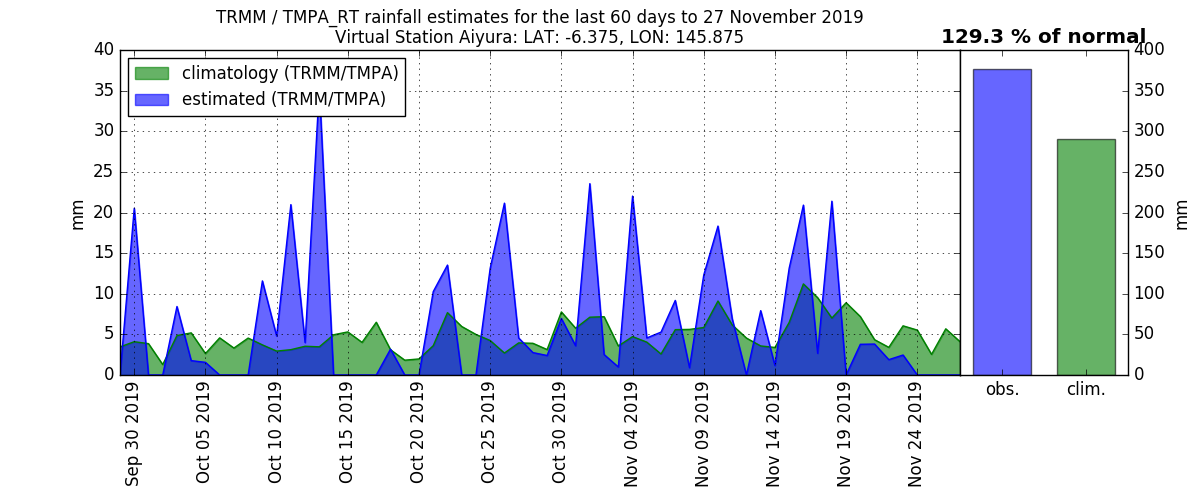 TRMM / TMPA_RT rainfall estimates for the last 60 days to 27 November 2019
Virtual Station Aiyura: LAT: -6.375, LON: 145.875
129.3 % of normal
climatology (TRMM/TMPA)
estimated (TRMM/TMPA)
40
35
30
25
20
15
10
5
0
mm
400
350
300
250
200
150
100
50
0
mm
Sep 30 2019
Oct 05 2019
Oct 10 2019
Oct 15 2019
Oct 20 2019
Oct 25 2019
Oct 30 2019
Nov 04 2019
Nov 09 2019
Nov 14 2019
Nov 19 2019
Nov 24 2019
obs.
clim.